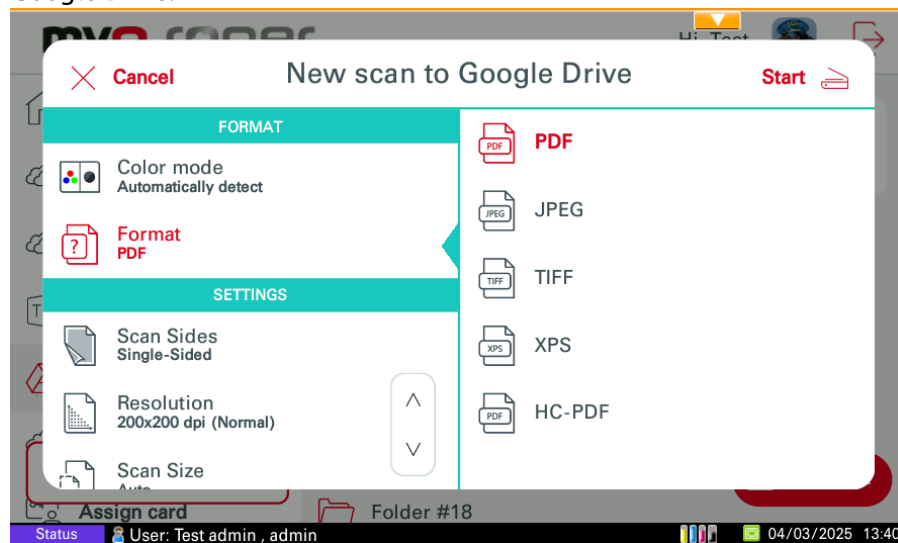 Cancel
New scan to Google Drive
Start
FORMAT
Color mode
Automatically detect
Format
PDF
SETTINGS
Scan Sides
Single-Sided
Resolution
200x200 dpi (Normal)
Scan Size
Auto
PDF
PDF
JPEG
JPEG
TIFF
TIFF
XPS
XPS
PDF
HC-PDF
Assign card
Folder #18
Status
User: Test admin , admin
04/03/2025 13:40